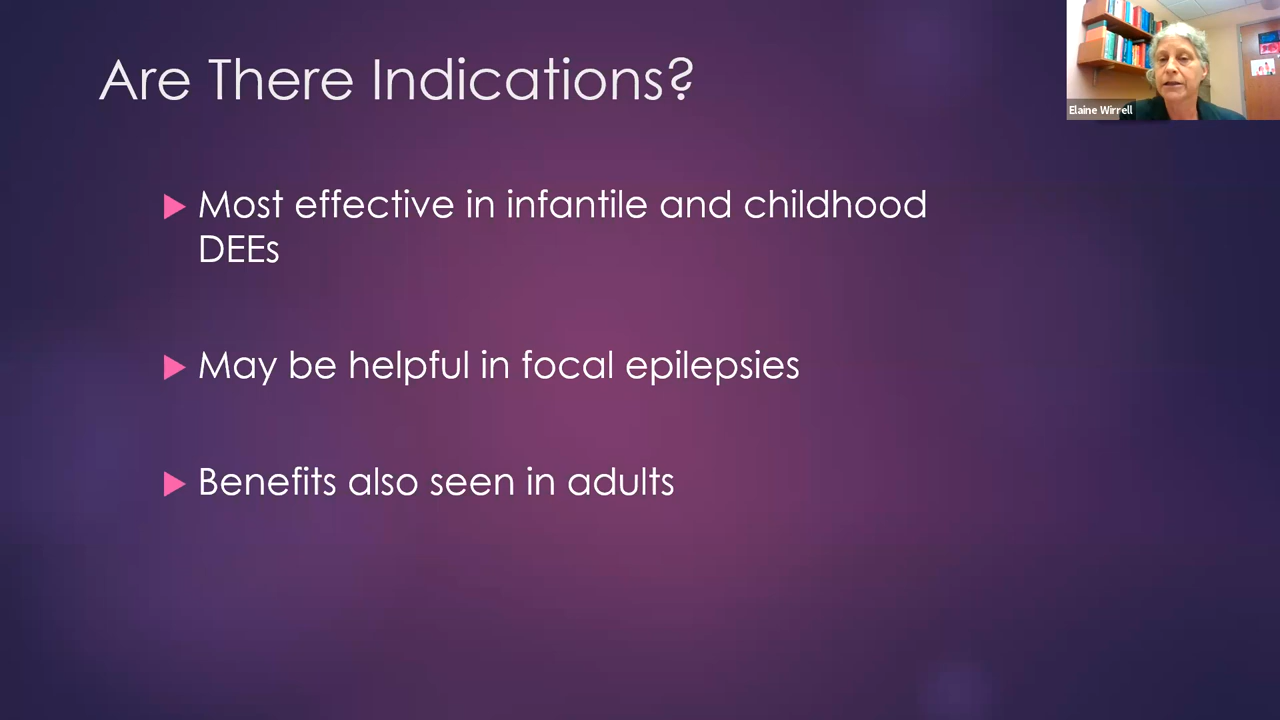 Are There Indications?
Elaine Wirrell
Most effective in infantile and childhood
DEEs
May be helpful in focal epilepsies
Benefits also seen in adults